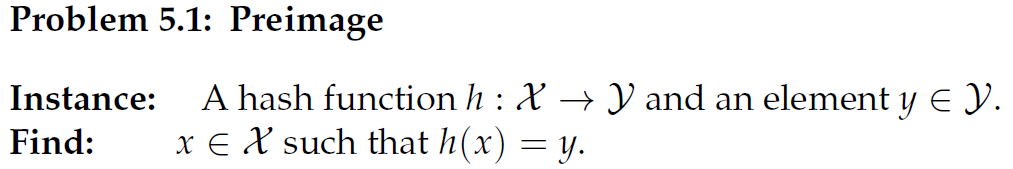 Problem 5.1: Preimage
Instance: A hash function h : 𝒳 → 𝒴 and an element y ∈ 𝒴.
Find: x ∈ 𝒳 such that h(x) = y.